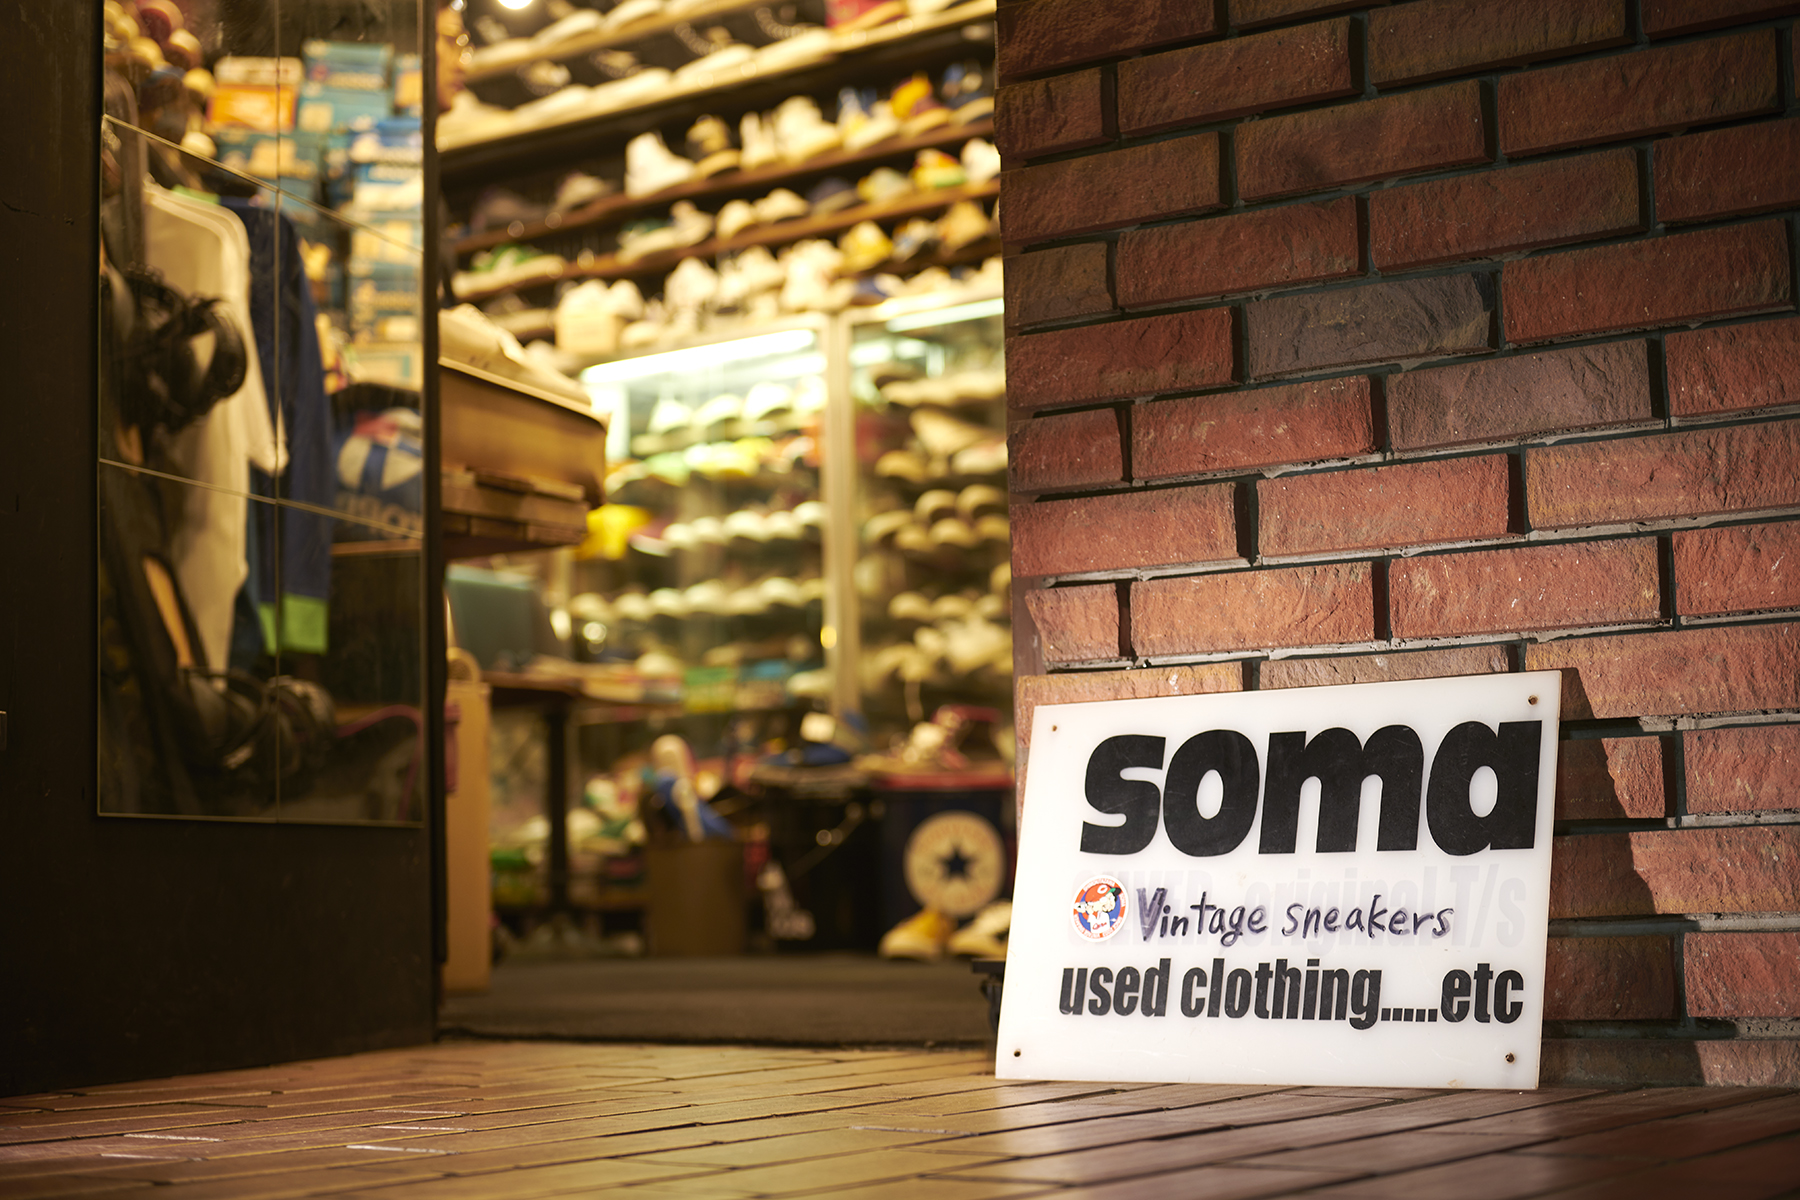 soma
Vintage sneakers
used clothing.....etc